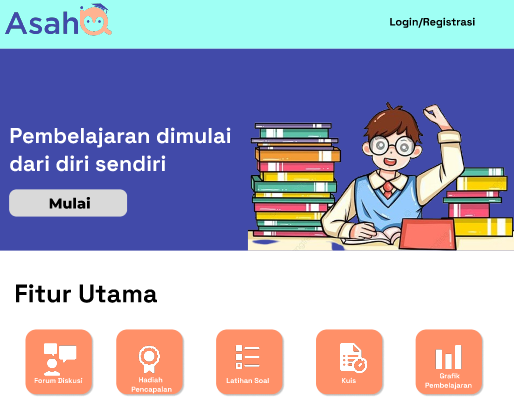 Asah
Login/Registrasi
Pembelajaran dimulai
dari diri sendiri
Mulai
Fitur Utama
Forum Diskusi
Hadiah
Pencapaian
Latihan Soal
Kuis
Grafik
Pembelajaran